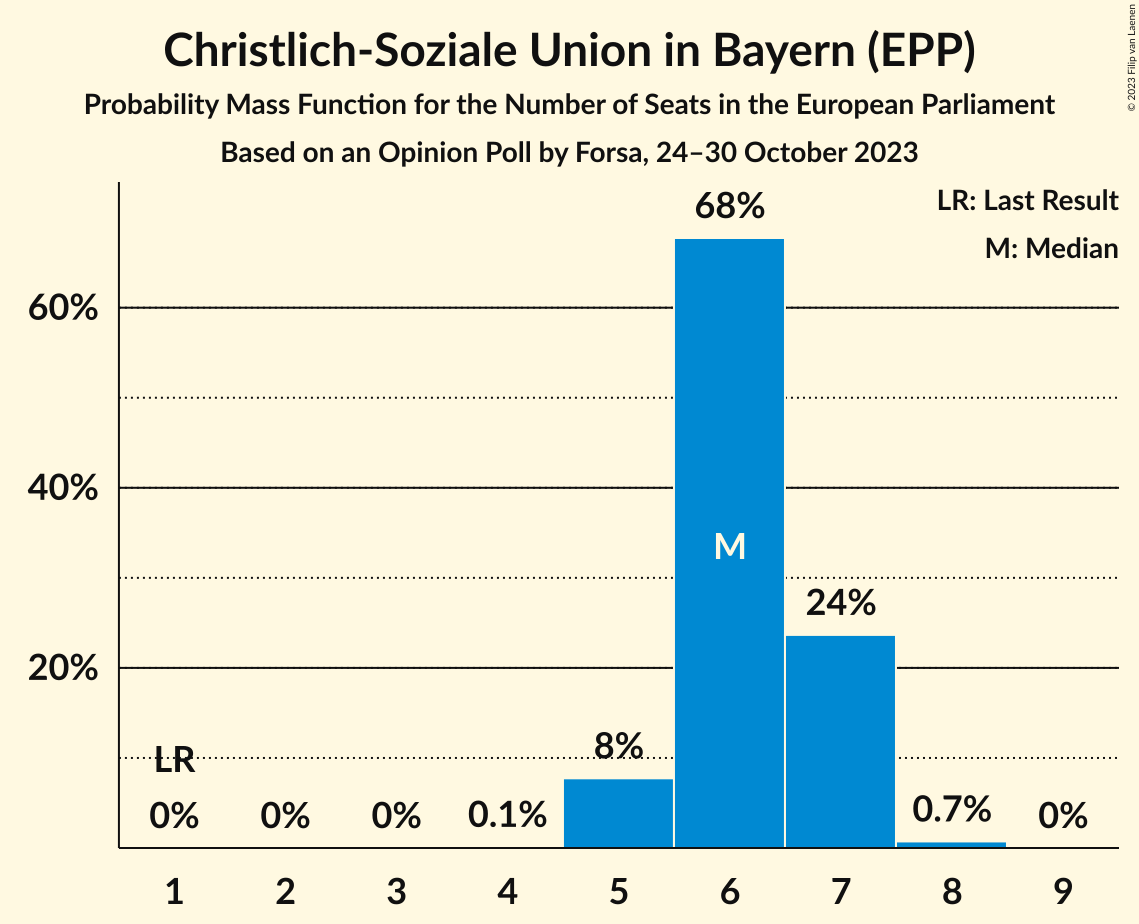 Christlich-Soziale Union in Bayern (EPP)
Probability Mass Function for the Number of Seats in the European Parliament
Based on an Opinion Poll by Forsa, 24–30 October 2023
© 2023 Filip van Laenen
LR: Last Result
M: Median
68%
60%
40%
M
24%
20%
LR
8%
0%
0%
0%
0.1%
0.7%
0%
1 2 3 4 5 6 7 8 9